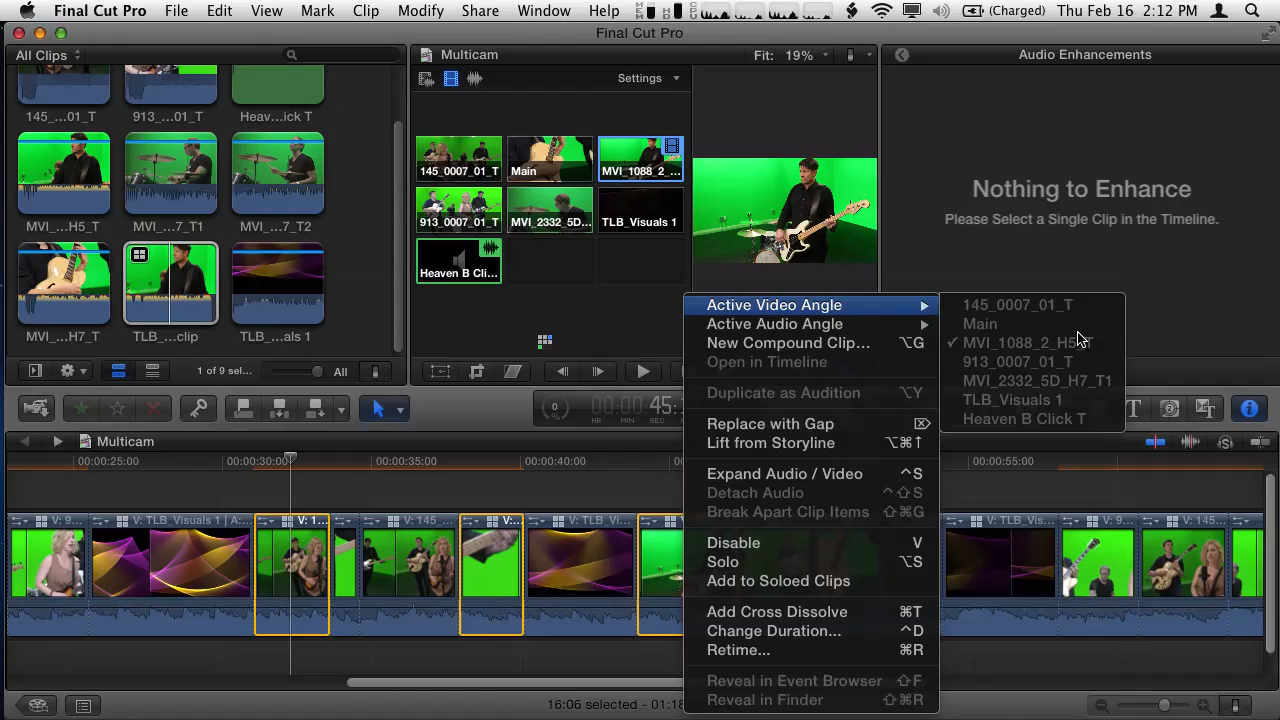 Final Cut Pro File Edit View Mark Clip Modify Share Window Help (Charged) Thu Feb 16 2:12 PM
Final Cut Pro
All Clips
Multicam
Fit: 19%
Audio Enhancements
Settings
145_…01_T
913_…01_T
Heav…ick T
MVI_…H5_T
MVI_…7_T1
MVI_…7_T2
MVI_…H7_T
TLB_…clip
TLB_…als 1
1 of 9 sel…
All
145_0007_01_T
Main
MVI_1088_2_…
913_0007_01_T
MVI_2332_5D…
TLB_Visuals 1
Heaven B Cli…
Nothing to Enhance
Please Select a Single Clip in the Timeline.
Active Video Angle
Active Audio Angle
New Compound Clip… ⌥G
Open in Timeline
Duplicate as Audition ⌥Y
Replace with Gap ⌦
Lift from Storyline ⌥⌘↑
Expand Audio / Video ^S
Detach Audio ^⇧S
Break Apart Clip Items ⇧⌘G
Disable V
Solo ⌥S
Add to Soloed Clips
Add Cross Dissolve ⌘T
Change Duration… ^D
Retime… ⌘R
Reveal in Event Browser ⇧F
Reveal in Finder ⇧⌘R
145_0007_01_T
Main
✓ MVI_1088_2_H5_T
913_0007_01_T
MVI_2332_5D_H7_T1
TLB_Visuals 1
Heaven B Click T
0
%
00:00:00 45:1
Multicam
00:00:25:00
00:00:30:00
00:00:35:00
00:00:40:00
00:00:55:00
V: 9…
V: TLB_Visuals 1 | A:…
V: 1…
V: 145_…
V:…
V: TLB_Vi…
V: TLB_Vis…
V: 9…
V: 145…
16:06 selected - 01:18